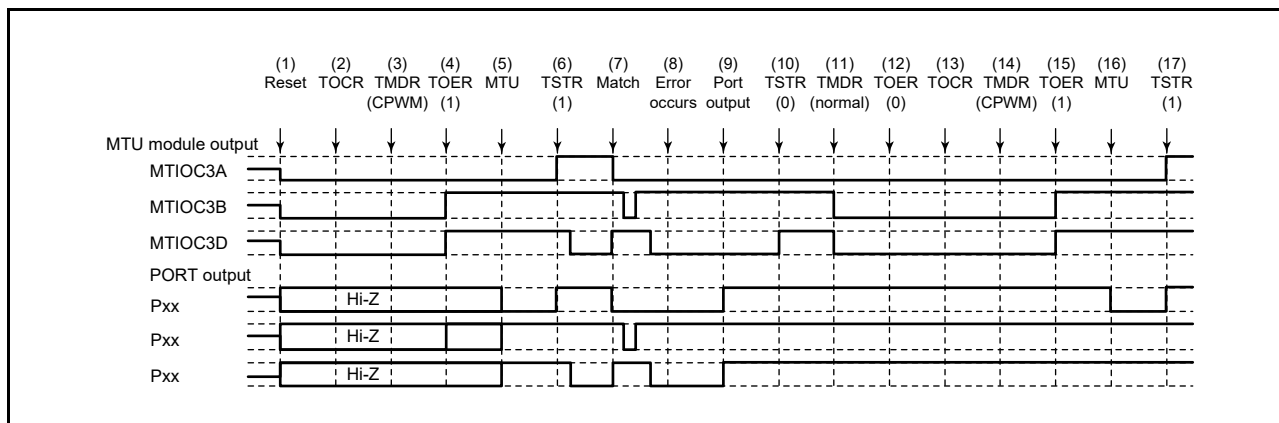 (1) (2) (3) (4) (5) (6) (7) (8) (9) (10) (11) (12) (13) (14) (15) (16) (17)
Reset TOCR TMDR TOER MTU TSTR Match Error Port TSTR TMDR TOER TOCR TMDR TOER MTU TSTR
(CPWM) (1) (1) occurs output (0) (normal) (0) (CPWM) (1) (1)
MTU module output
MTIOC3A
MTIOC3B
MTIOC3D
PORT output
Pxx Hi-Z
Pxx Hi-Z
Pxx Hi-Z